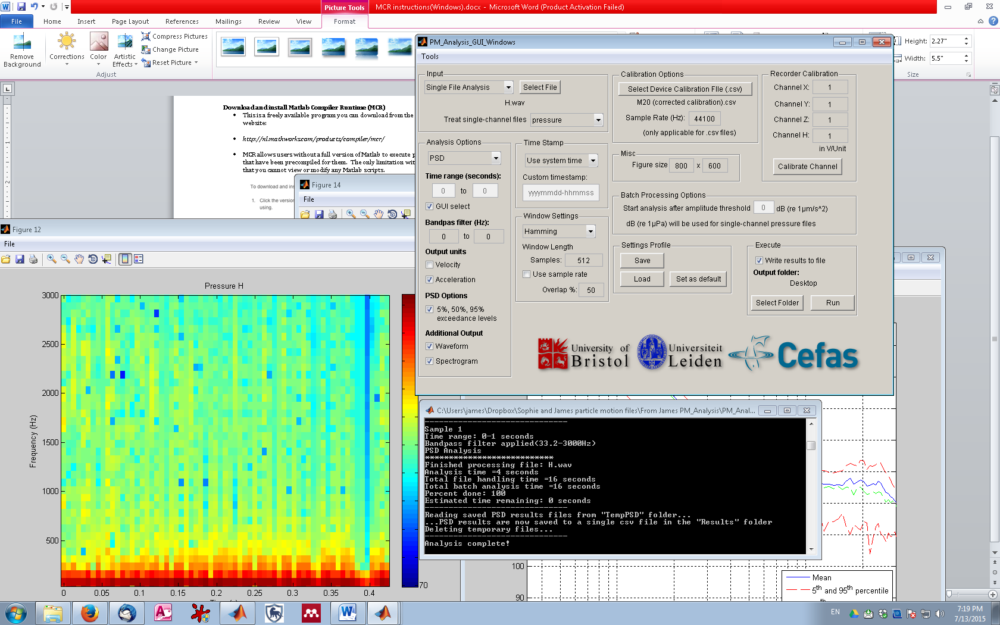 Picture Tools
MCR instructions(Windows).docx - Microsoft Word (Product Activation Failed)
File Home Insert Page Layout References Mailings Review View Format
Remove Background
Corrections
Color
Artistic Effects
Compress Pictures
Change Picture
Reset Picture
Adjust
Height: 2.27"
Width: 5.5"
Size
Download and install Matlab Compiler Runtime (MCR)
This is a freely available program you can download from the
website:
http://nl.mathworks.com/products/compiler/mcr/
MCR allows users without a full version of Matlab to execute p
that have been precompiled for them. The only limitation wit
that you cannot view or modify any Matlab scripts.
To download and ins
1. Click the version
using.
Figure 14
File
Figure 12
File
Pressure H
3000
2500
2000
1500
1000
500
Frequency (Hz)
0 0.05 0.1 0.15 0.2 0.25 0.3 0.35 0.4
70
PM_Analysis_GUI_Windows
Tools
Input
Single File Analysis
Select File
H.wav
Treat single-channel files
pressure
Analysis Options
PSD
Time range (seconds):
0 to 0
GUI select
Bandpas filter (Hz):
0 to 0
Output units
Velocity
Acceleration
PSD Options
5%, 50%, 95%
exceedance levels
Additional Output
Waveform
Spectrogram
Time Stamp
Use system time
Custom timestamp:
yyyymmdd-hhmmss
Window Settings
Hamming
Window Length
Samples: 512
Use sample rate
Overlap %: 50
Calibration Options
Select Device Calibration File (.csv)
M20 (corrected calibration).csv
Sample Rate (Hz): 44100
(only applicable for .csv files)
Misc
Figure size 800 x 600
Recorder Calibration
Channel X: 1
Channel Y: 1
Channel Z: 1
Channel H: 1
in V/Unit
Calibrate Channel
Batch Processing Options
Start analysis after amplitude threshold 0 dB (re 1µm/s^2)
dB (re 1µPa) will be used for single-channel pressure files
Settings Profile
Save
Load
Set as default
Execute
Write results to file
Output folder:
Desktop
Select Folder
Run
University of Bristol
Universiteit Leiden
Cefas
C:\Users\james\Dropbox\Sophie and James particle motion files\From James PM_Analysis\PM_Anal...
------------------------------
Sample 1
Time range: 0-1 seconds
Bandpass filter applied(33.2-3000Hz)
PSD Analysis
***************************
Finished processing file: H.wav
Analysis time =4 seconds
Total file handling time =16 seconds
Total batch analysis time =16 seconds
Percent done: 100
Estimated time remaining: 0 seconds
------------------------------
Reading saved PSD results files from "TempPSD" folder...
...PSD results are now saved to a single csv file in the "Results" folder
Deleting temporary files...
------------------------------
Analysis complete!
100
90
Mean
5th and 95th percentile
EN
7:19 PM
7/13/2015